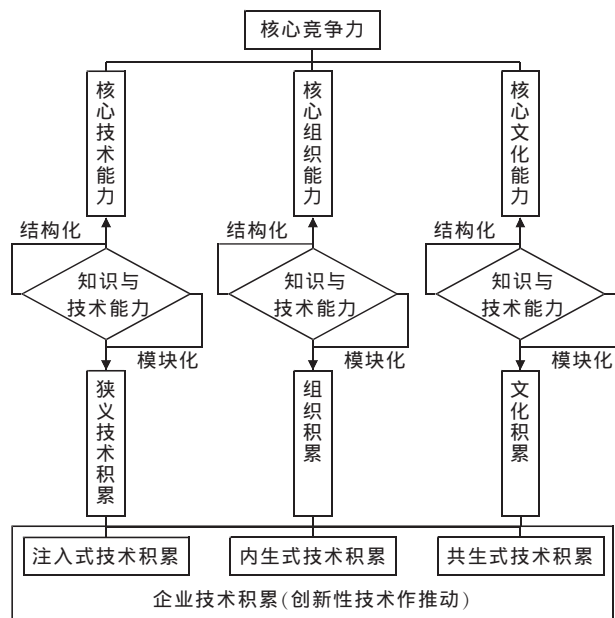 核心竞争力
核心技术能力
核心组织能力
核心文化能力
结构化
结构化
结构化
知识与
技术能力
知识与
技术能力
知识与
技术能力
模块化
模块化
模块化
狭义技术积累
组织积累
文化积累
注入式技术积累
内生式技术积累
共生式技术积累
企业技术积累(创新性技术作推动)